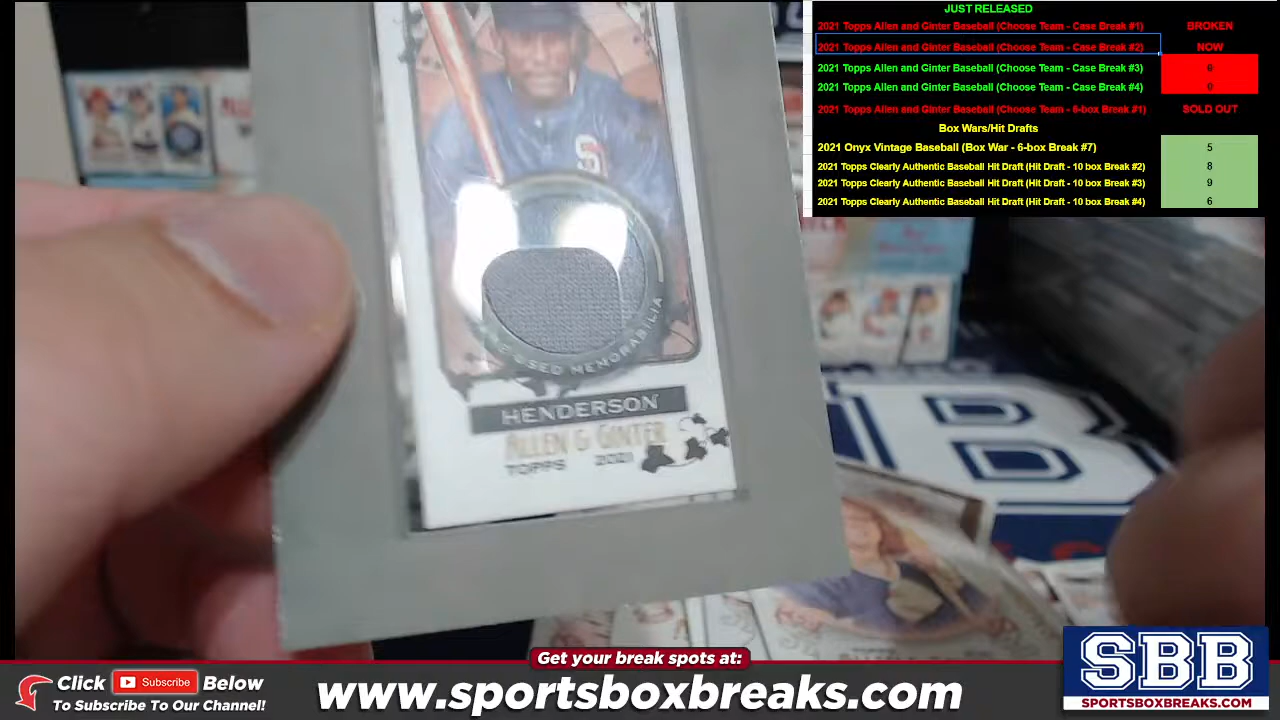 JUST RELEASED
2021 Topps Allen and Ginter Baseball (Choose Team - Case Break #1) BROKEN
2021 Topps Allen and Ginter Baseball (Choose Team - Case Break #2) NOW
2021 Topps Allen and Ginter Baseball (Choose Team - Case Break #3) 0
2021 Topps Allen and Ginter Baseball (Choose Team - Case Break #4) 0
2021 Topps Allen and Ginter Baseball (Choose Team - 6-box Break #1) SOLD OUT
Box Wars/Hit Drafts
2021 Onyx Vintage Baseball (Box War - 6-box Break #7) 5
2021 Topps Clearly Authentic Baseball Hit Draft (Hit Draft - 10 box Break #2) 8
2021 Topps Clearly Authentic Baseball Hit Draft (Hit Draft - 10 box Break #3) 9
2021 Topps Clearly Authentic Baseball Hit Draft (Hit Draft - 10 box Break #4) 6
S
MEMORABILIA
HENDERSON
ALLEN & GINTER
TOPPS 2021
B
Get your break spots at:
Click Subscribe Below
To Subscribe To Our Channel!
www.sportsboxbreaks.com
SBB
SPORTSBOXBREAKS.COM